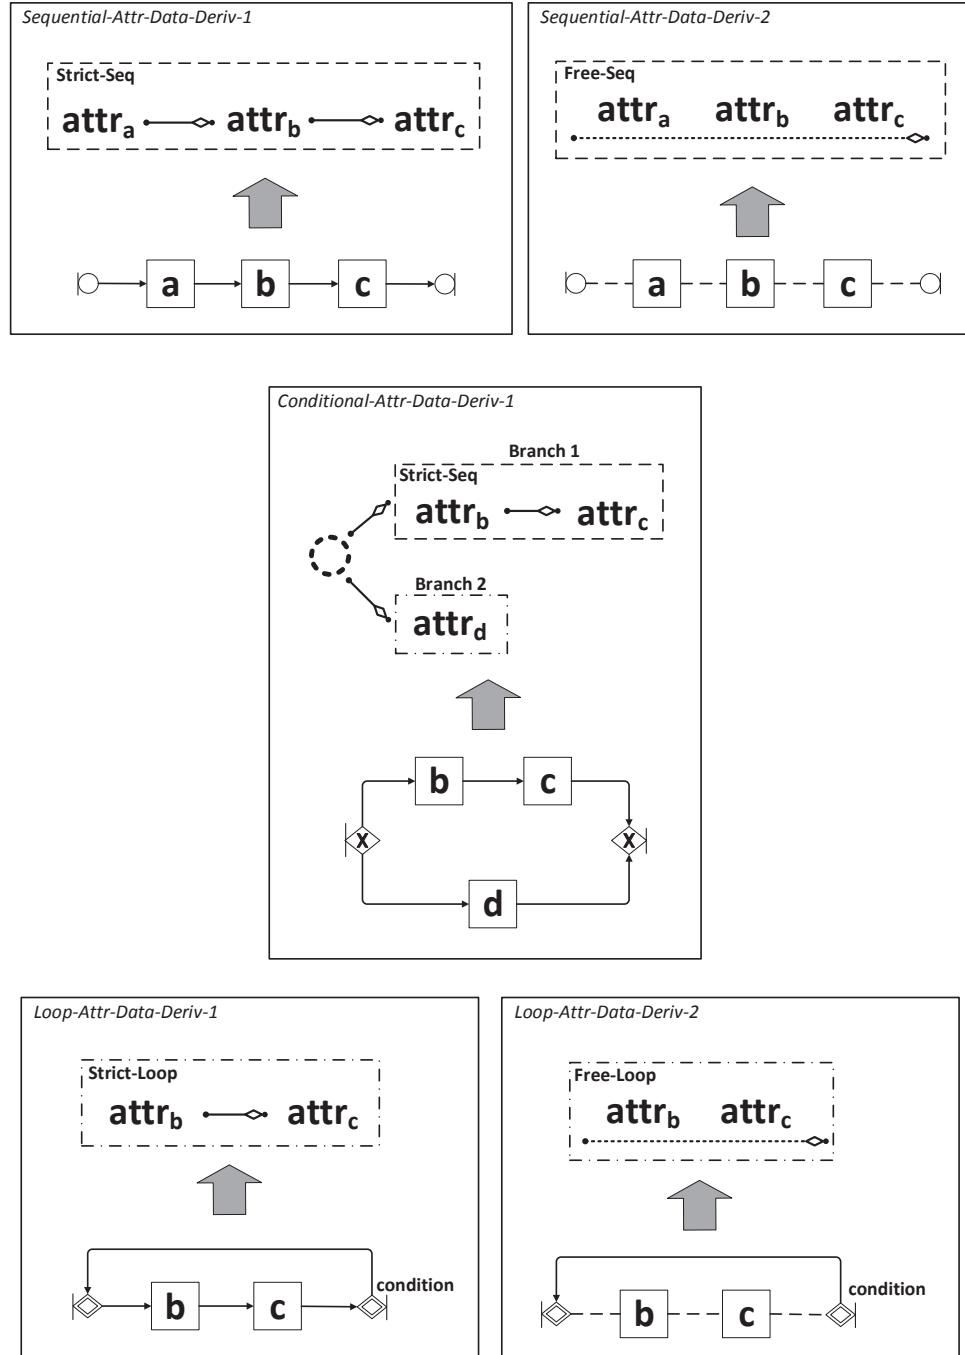 Sequential-Attr-Data-Deriv-1
Strict-Seq
attra attrb attrc
a b c
Sequential-Attr-Data-Deriv-2
Free-Seq
attra attrb attrc
a b c
Conditional-Attr-Data-Deriv-1
Branch 1
Strict-Seq
attrb attrc
Branch 2
attrd
b c
X X
d
Loop-Attr-Data-Deriv-1
Strict-Loop
attrb attrc
condition
b c
Loop-Attr-Data-Deriv-2
Free-Loop
attrb attrc
condition
b c